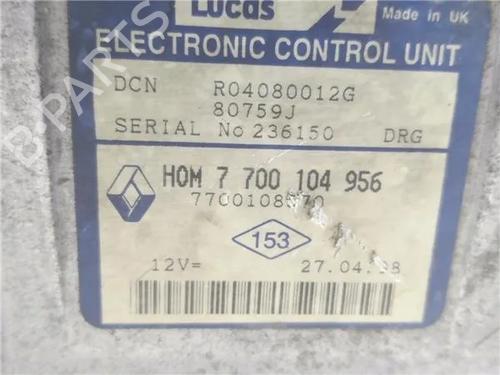 Lucas
Made in UK
ELECTRONIC CONTROL UNIT
DCN R04080012G
80759J
SERIAL No 236150 DRG
HOM 7 700 104 956
153
12V=
B-PARTS